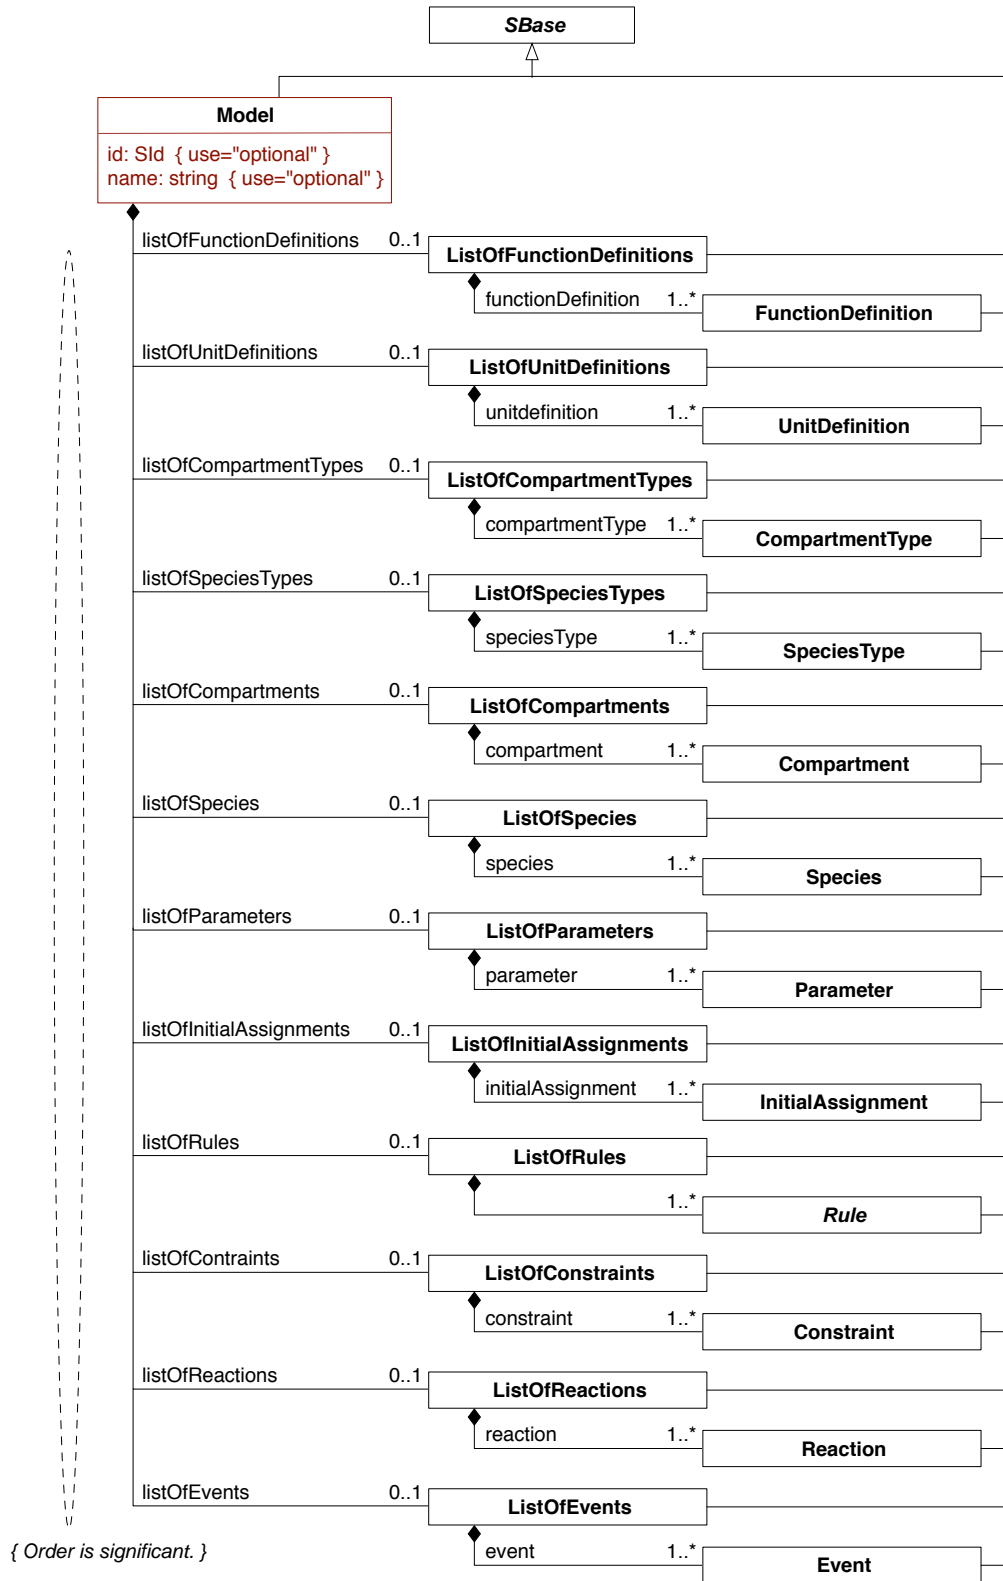 SBase
Model
id: SId { use="optional" }
name: string { use="optional" }
listOfFunctionDefinitions 0..1
ListOfFunctionDefinitions
functionDefinition 1..*
FunctionDefinition
listOfUnitDefinitions 0..1
ListOfUnitDefinitions
unitdefinition 1..*
UnitDefinition
listOfCompartmentTypes 0..1
ListOfCompartmentTypes
compartmentType 1..*
CompartmentType
listOfSpeciesTypes 0..1
ListOfSpeciesTypes
speciesType 1..*
SpeciesType
listOfCompartments 0..1
ListOfCompartments
compartment 1..*
Compartment
listOfSpecies 0..1
ListOfSpecies
species 1..*
Species
listOfParameters 0..1
ListOfParameters
parameter 1..*
Parameter
listOfInitialAssignments 0..1
ListOfInitialAssignments
initialAssignment 1..*
InitialAssignment
listOfRules 0..1
ListOfRules
1..*
Rule
listOfContraints 0..1
ListOfConstraints
constraint 1..*
Constraint
listOfReactions 0..1
ListOfReactions
reaction 1..*
Reaction
listOfEvents 0..1
ListOfEvents
event 1..*
Event
{ Order is significant. }